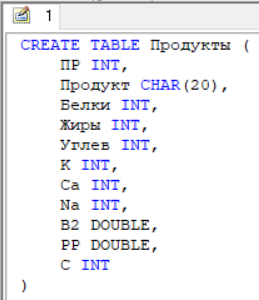 1
CREATE TABLE Продукты (
ПР INT,
Продукт CHAR(20),
Белки INT,
Жиры INT,
Углев INT,
K INT,
Ca INT,
Na INT,
B2 DOUBLE,
PP DOUBLE,
C INT
)